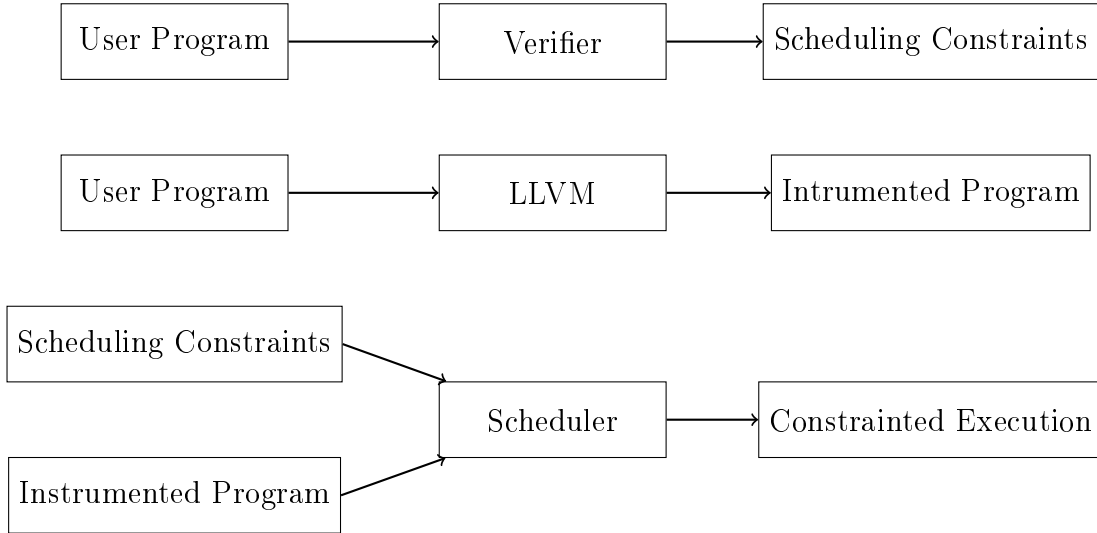 User Program
Verifier
Scheduling Constraints
User Program
LLVM
Intrumented Program
Scheduling Constraints
Scheduler
Constrainted Execution
Instrumented Program